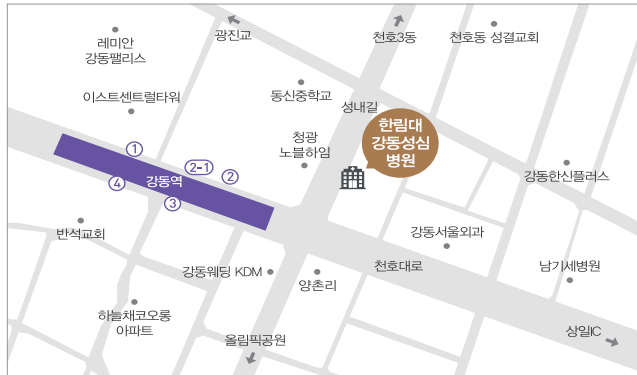 레미안
강동팰리스
광진교
천호3동
천호동 성결교회
이스트센트럴타워
동신중학교
성내길
한림대
강동성심
병원
청광
노블하임
①
2-1
②
강동역
④
③
강동한신플러스
반석교회
강동서울외과
강동웨딩 KDM
양촌리
천호대로
남기세병원
하늘채코오롱
아파트
올림픽공원
상일IC